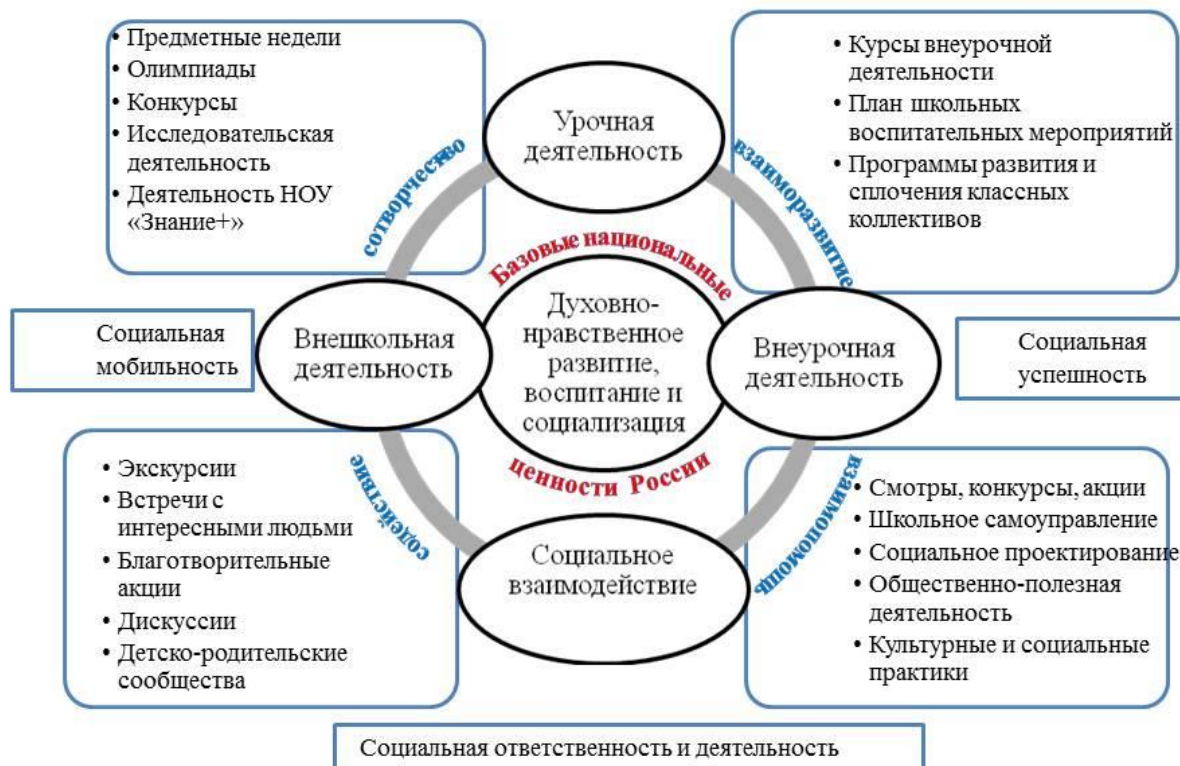 • Предметные недели
• Олимпиады
• Конкурсы
• Исследовательская
деятельность
• Деятельность НОУ
«Знание+»
Урочная
деятельность
• Курсы внеурочной
деятельности
• План школьных
воспитательных мероприятий
• Программы развития и
сплочения классных
коллективов
сотворчество
взаиморазвитие
Базовые национальные
Социальная
мобильность
Внешкольная
деятельность
Духовно-
нравственное
развитие,
воспитание и
социализация
Внеурочная
деятельность
Социальная
успешность
ценности России
содействие
взаимопомощь
• Экскурсии
• Встречи с
интересными людьми
• Благотворительные
акции
• Дискуссии
• Детско-родительские
сообщества
Социальное
взаимодействие
• Смотры, конкурсы, акции
• Школьное самоуправление
• Социальное проектирование
• Общественно-полезная
деятельность
• Культурные и социальные
практики
Социальная ответственность и деятельность